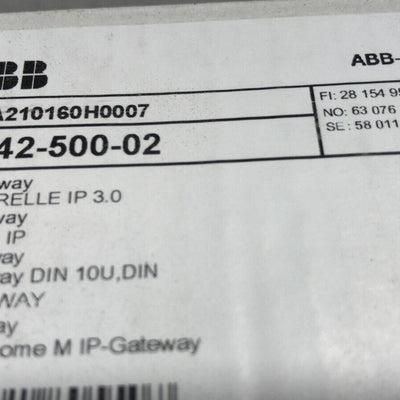 BB
ABB-
A210160H0007
FI: 28 154 95
NO: 63 076
SE: 58 011
42-500-02
way
RELLE IP 3.0
way
IP
way
way DIN 10U,DIN
WAY
ay
ome M IP-Gateway